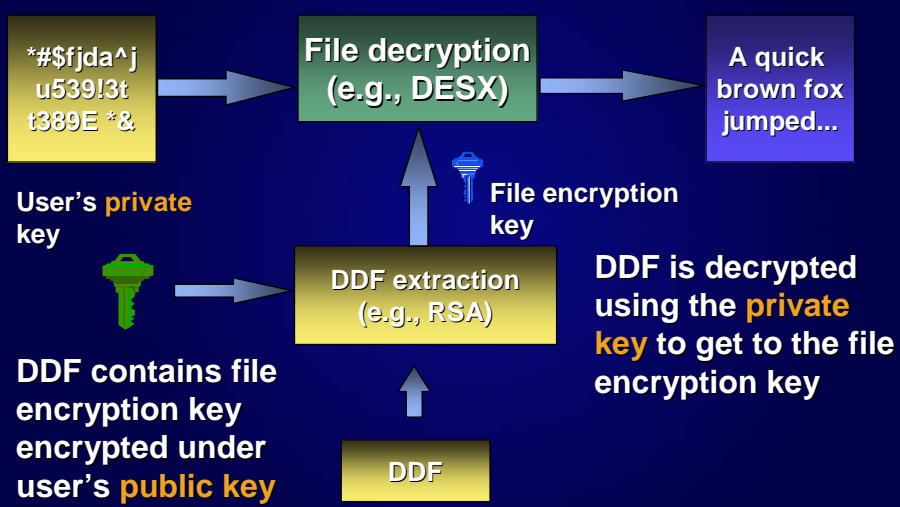 *#$fjda^j
u539!3t
t389E *&
File decryption
(e.g., DESX)
A quick
brown fox
jumped...
User's private
key
File encryption
key
DDF extraction
(e.g., RSA)
DDF is decrypted
using the private
key to get to the file
encryption key
DDF contains file
encryption key
encrypted under
user's public key
DDF